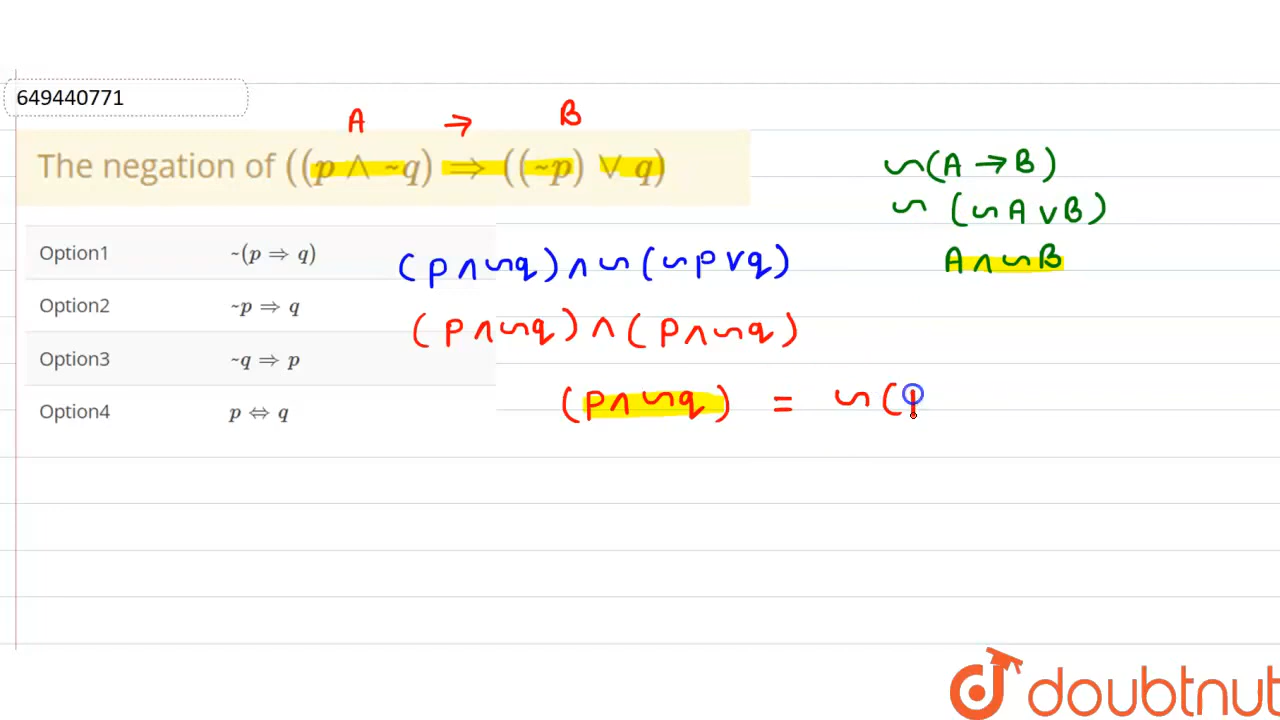 649440771
A → B
The negation of ((p ∧ ~q) ⇒ ((~p) ∨ q)
~(A → B)
~ (~A ∨ B)
A ∧ ~B
Option1 ~(p ⇒ q)
Option2 ~p ⇒ q
Option3 ~q ⇒ p
Option4 p ⇔ q
(p ∧ ~q) ∧ ~(~p ∨ q)
(p ∧ ~q) ∧ (p ∧ ~q)
(p ∧ ~q) = ~(
doubtnut